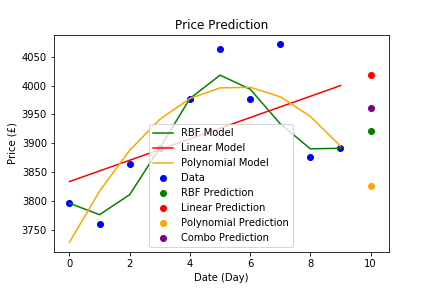 Price Prediction
Price (£)
4050
4000
3950
3900
3850
3800
3750
RBF Model
Linear Model
Polynomial Model
Data
RBF Prediction
Linear Prediction
Polynomial Prediction
Combo Prediction
0 2 4 6 8 10
Date (Day)